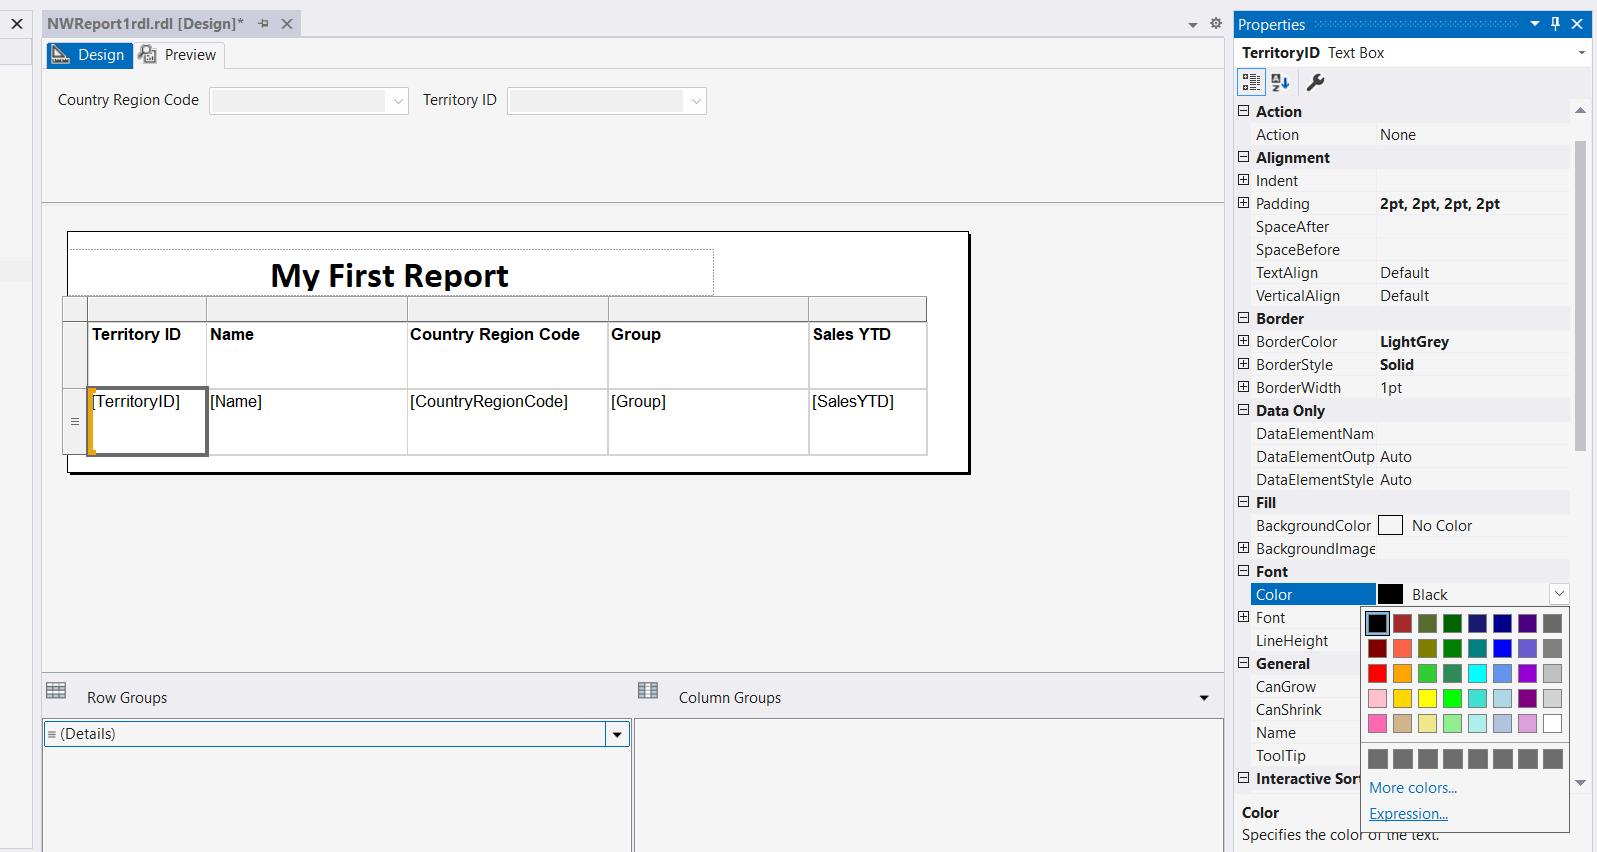 NWReport1rdl.rdl [Design]*
Design Preview
Country Region Code Territory ID
My First Report
Territory ID Name Country Region Code Group Sales YTD
[TerritoryID] [Name] [CountryRegionCode] [Group] [SalesYTD]
Row Groups Column Groups
(Details)
Properties
TerritoryID Text Box
Action
Action None
Alignment
Indent
Padding 2pt, 2pt, 2pt, 2pt
SpaceAfter
SpaceBefore
TextAlign Default
VerticalAlign Default
Border
BorderColor LightGrey
BorderStyle Solid
BorderWidth 1pt
Data Only
DataElementName
DataElementOutp Auto
DataElementStyle Auto
Fill
BackgroundColor No Color
BackgroundImage
Font
Color Black
Font
LineHeight
General
CanGrow
CanShrink
Name
ToolTip
Interactive Sort
More colors...
Expression...
Color
Specifies the color of the text.